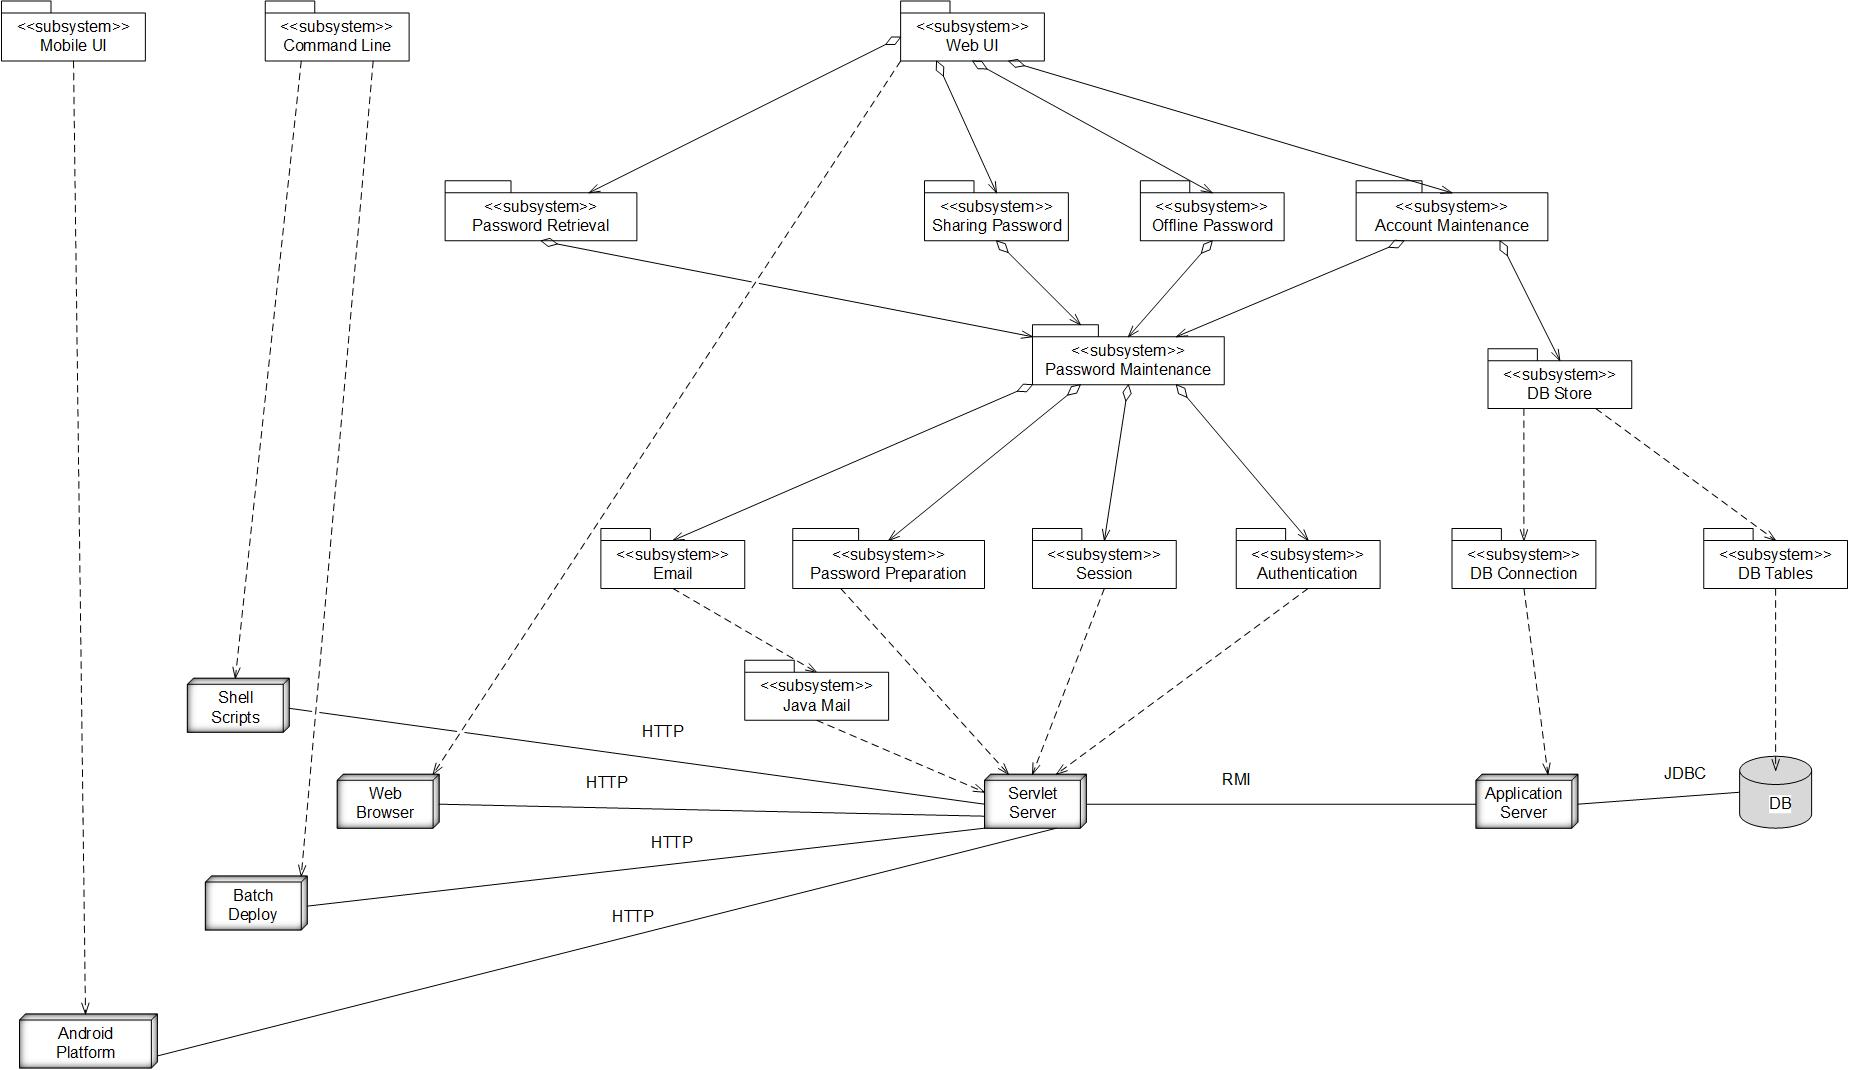 <<subsystem>>
Mobile UI
<<subsystem>>
Command Line
<<subsystem>>
Web UI
<<subsystem>>
Password Retrieval
<<subsystem>>
Sharing Password
<<subsystem>>
Offline Password
<<subsystem>>
Account Maintenance
<<subsystem>>
Password Maintenance
<<subsystem>>
DB Store
<<subsystem>>
Email
<<subsystem>>
Password Preparation
<<subsystem>>
Session
<<subsystem>>
Authentication
<<subsystem>>
DB Connection
<<subsystem>>
DB Tables
<<subsystem>>
Java Mail
Shell
Scripts
HTTP
Web
Browser
HTTP
Servlet
Server
RMI
Application
Server
JDBC
DB
HTTP
Batch
Deploy
HTTP
Android
Platform